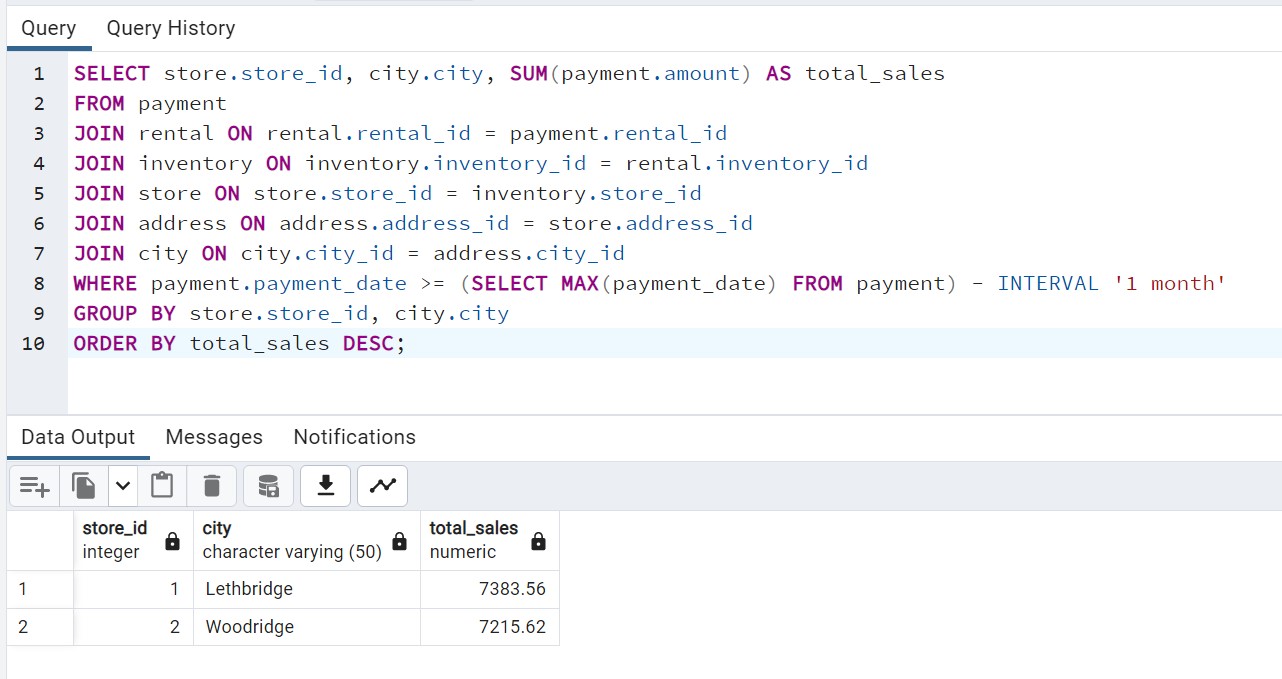 Query Query History
1 SELECT store.store_id, city.city, SUM(payment.amount) AS total_sales
2 FROM payment
3 JOIN rental ON rental.rental_id = payment.rental_id
4 JOIN inventory ON inventory.inventory_id = rental.inventory_id
5 JOIN store ON store.store_id = inventory.store_id
6 JOIN address ON address.address_id = store.address_id
7 JOIN city ON city.city_id = address.city_id
8 WHERE payment.payment_date >= (SELECT MAX(payment_date) FROM payment) - INTERVAL '1 month'
9 GROUP BY store.store_id, city.city
10 ORDER BY total_sales DESC;
Data Output Messages Notifications
store_id city total_sales
integer character varying (50) numeric
1 1 Lethbridge 7383.56
2 2 Woodridge 7215.62